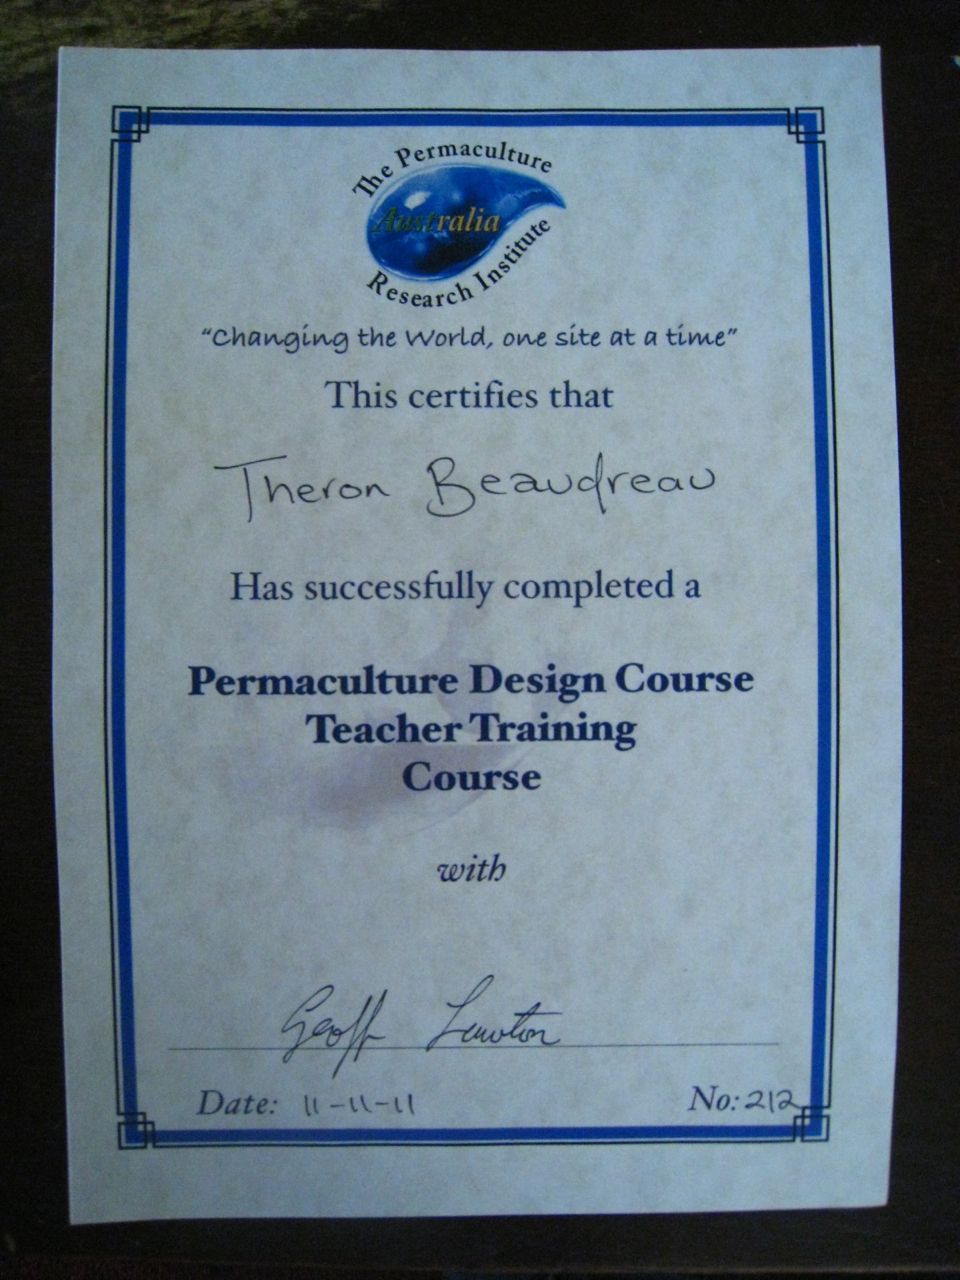 The Permaculture
Australia
Research Institute
“Changing the World, one site at a time”
This certifies that
Theron Beaudreau
Has successfully completed a
Permaculture Design Course
Teacher Training
Course
with
Geoff Lawton
Date: 11-11-11 No: 212